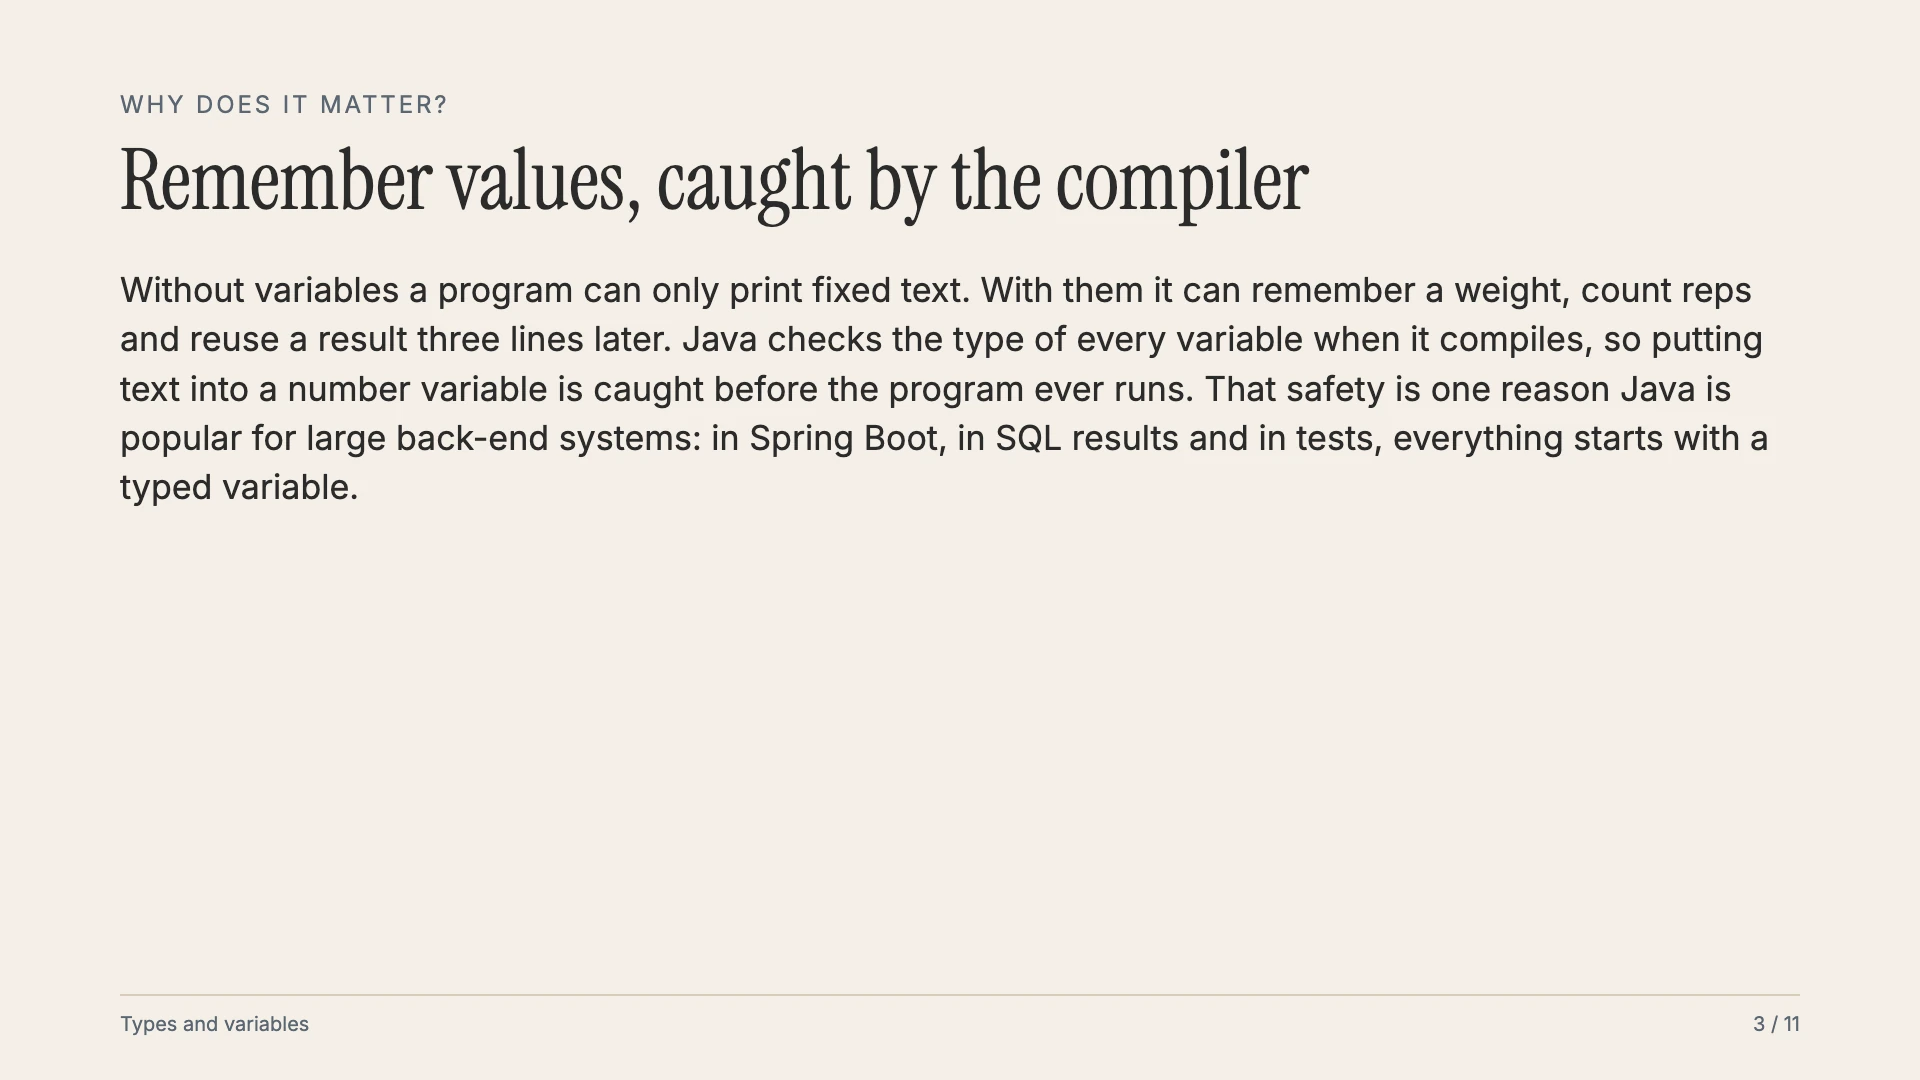 WHY DOES IT MATTER?
Remember values, caught by the compiler
Without variables a program can only print fixed text. With them it can remember a weight, count reps
and reuse a result three lines later. Java checks the type of every variable when it compiles, so putting
text into a number variable is caught before the program ever runs. That safety is one reason Java is
popular for large back-end systems: in Spring Boot, in SQL results and in tests, everything starts with a
typed variable.
Types and variables
3 / 11